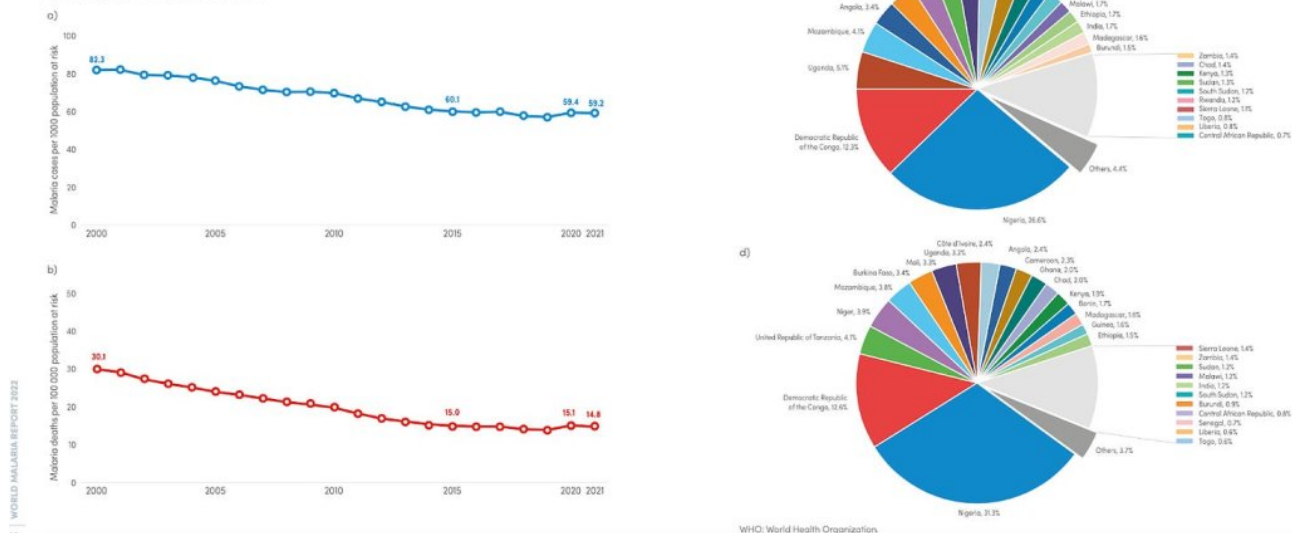 a)
Malaria cases per 1000 population at risk
100
80
60
40
20
0
82.3
60.1
59.4
59.2
2000
2005
2010
2015
2020
2021
b)
Malaria deaths per 100 000 population at risk
50
40
30
20
10
0
30.1
15.0
15.1
14.8
2000
2005
2010
2015
2020
2021
WORLD MALARIA REPORT 2022
Angola, 3.4%
Mozambique, 4.1%
Uganda, 5.1%
Democratic Republic
of the Congo, 12.3%
Nigeria, 26.6%
Malawi, 1.7%
Ethiopia, 1.7%
India, 1.7%
Madagascar, 1.6%
Burundi, 1.5%
Zambia, 1.4%
Chad, 1.4%
Kenya, 1.3%
Sudan, 1.3%
South Sudan, 1.2%
Rwanda, 1.2%
Sierra Leone, 1.1%
Togo, 0.8%
Liberia, 0.8%
Central African Republic, 0.7%
Others, 4.4%
d)
Côte d'Ivoire, 2.4%
Uganda, 3.2%
Mali, 3.3%
Burkina Faso, 3.4%
Mozambique, 3.8%
Niger, 3.9%
United Republic of Tanzania, 4.1%
Democratic Republic
of the Congo, 12.6%
Nigeria, 31.3%
Angola, 2.4%
Cameroon, 2.3%
Ghana, 2.0%
Chad, 2.0%
Kenya, 1.9%
Benin, 1.7%
Madagascar, 1.6%
Guinea, 1.6%
Ethiopia, 1.5%
Sierra Leone, 1.4%
Zambia, 1.4%
Sudan, 1.3%
Malawi, 1.2%
India, 1.2%
South Sudan, 1.2%
Burundi, 0.9%
Central African Republic, 0.8%
Senegal, 0.7%
Liberia, 0.6%
Togo, 0.6%
Others, 3.7%
WHO: World Health Organization.